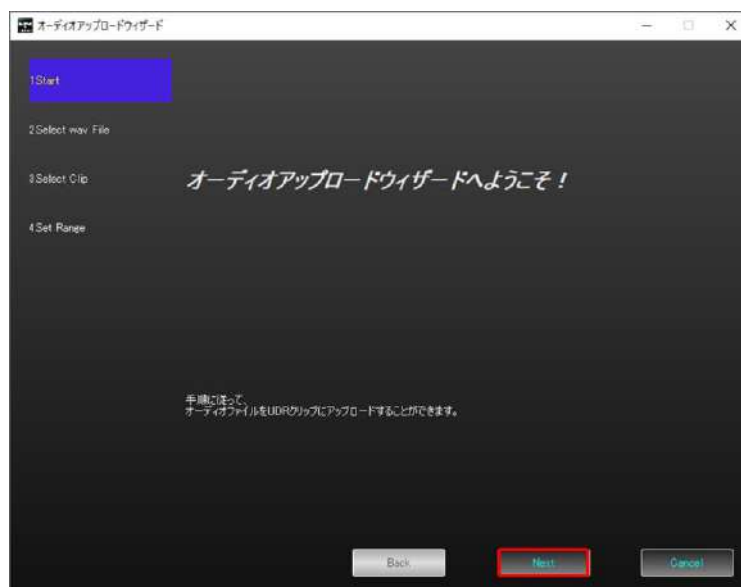 オーディオアップロードウィザード
1Start
2Select wav File
3Select Clip
4Set Range
オーディオアップロードウィザードへようこそ！
手順に従って、
オーディオファイルをUDRクリップにアップロードすることができます。
Back
Next
Cancel